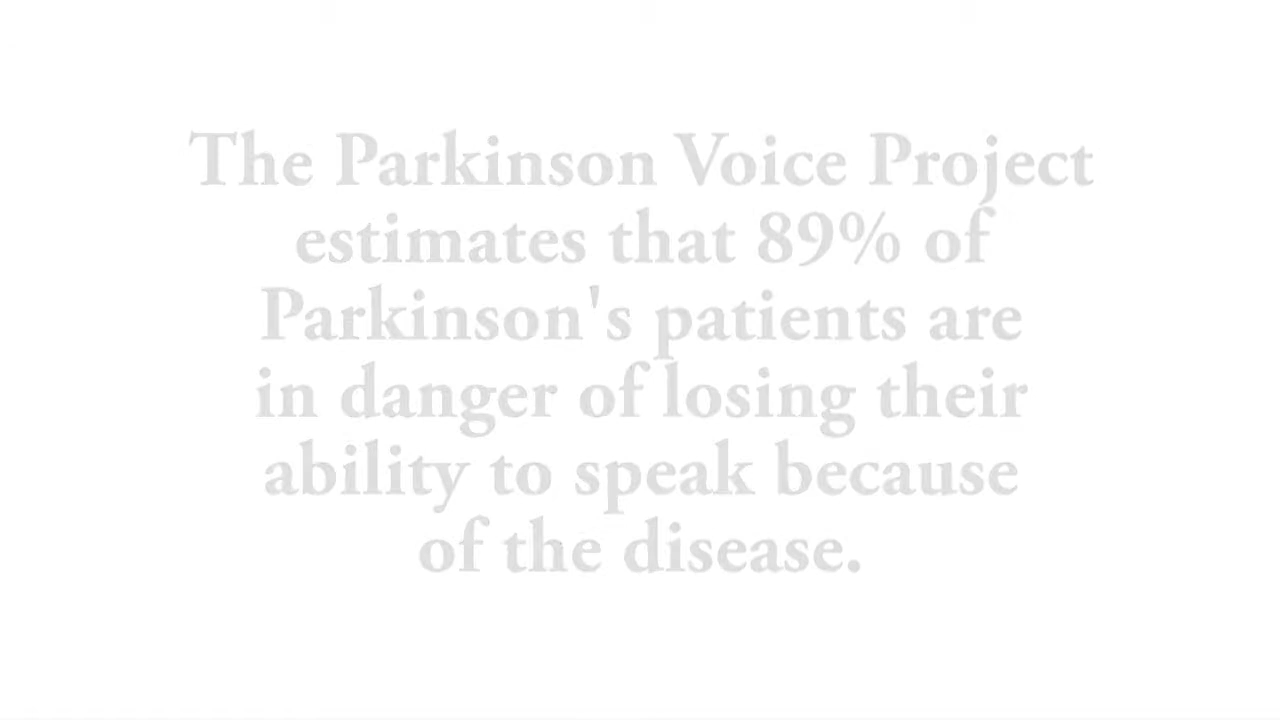 The Parkinson Voice Project
estimates that 89% of
Parkinson's patients are
in danger of losing their
ability to speak because
of the disease.